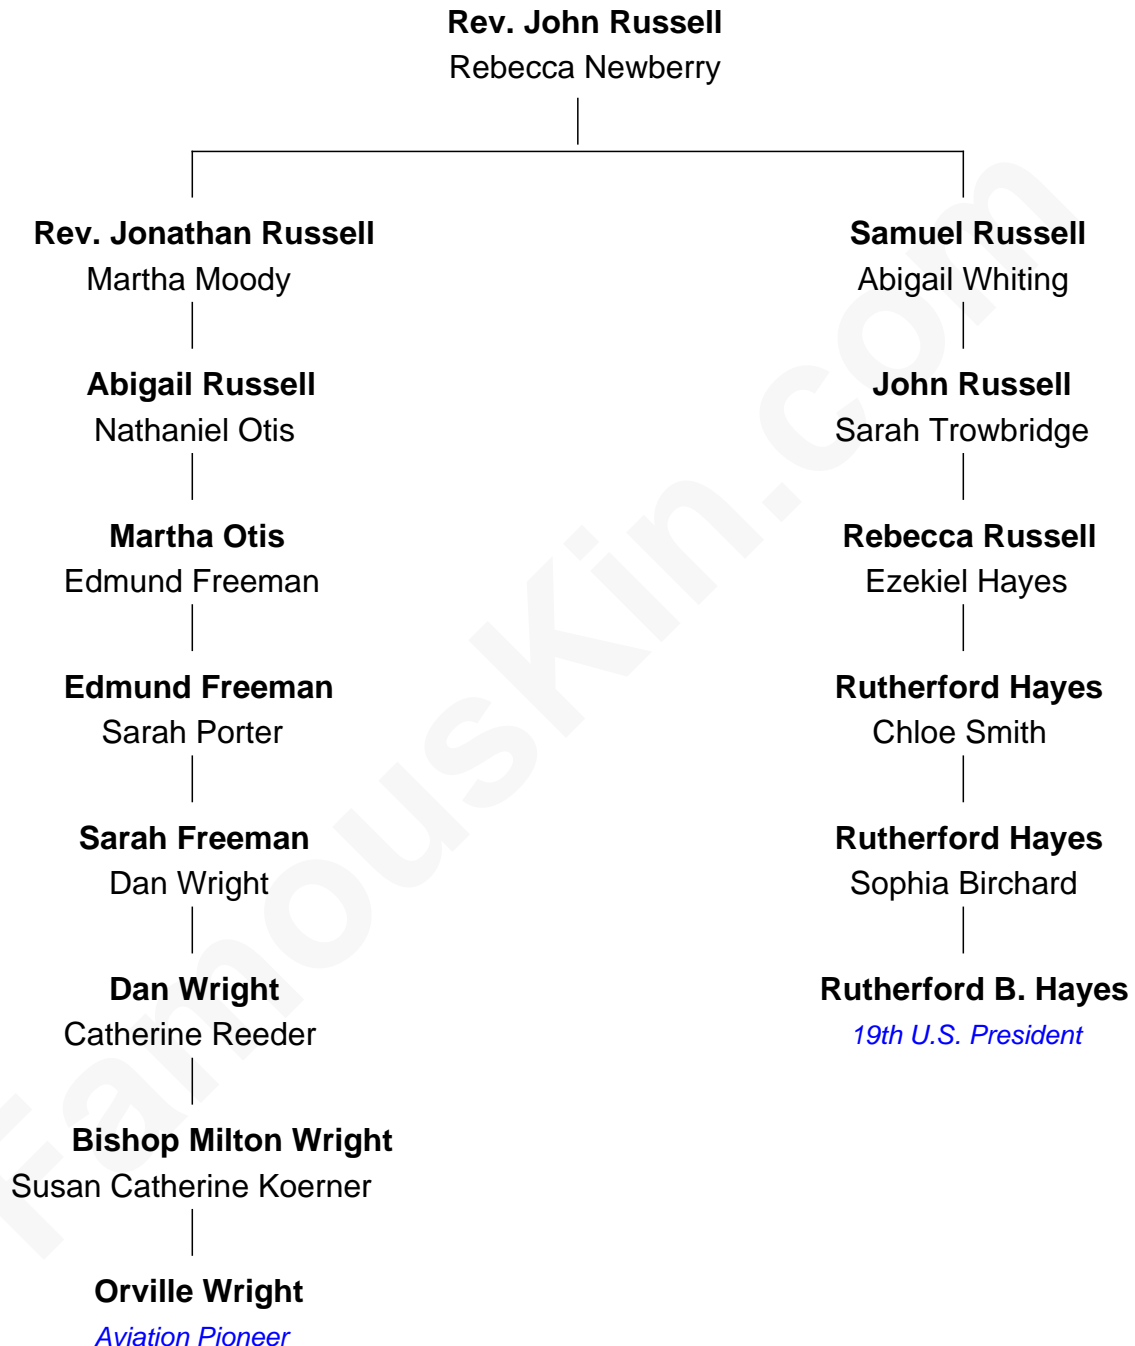 Rev. John Russell
Rebecca Newberry
Rev. Jonathan Russell
Martha Moody
Abigail Russell
Nathaniel Otis
Martha Otis
Edmund Freeman
Edmund Freeman
Sarah Porter
Sarah Freeman
Dan Wright
Dan Wright
Catherine Reeder
Bishop Milton Wright
Susan Catherine Koerner
Orville Wright
Aviation Pioneer
Samuel Russell
Abigail Whiting
John Russell
Sarah Trowbridge
Rebecca Russell
Ezekiel Hayes
Rutherford Hayes
Chloe Smith
Rutherford Hayes
Sophia Birchard
Rutherford B. Hayes
19th U.S. President
FamousKin.com